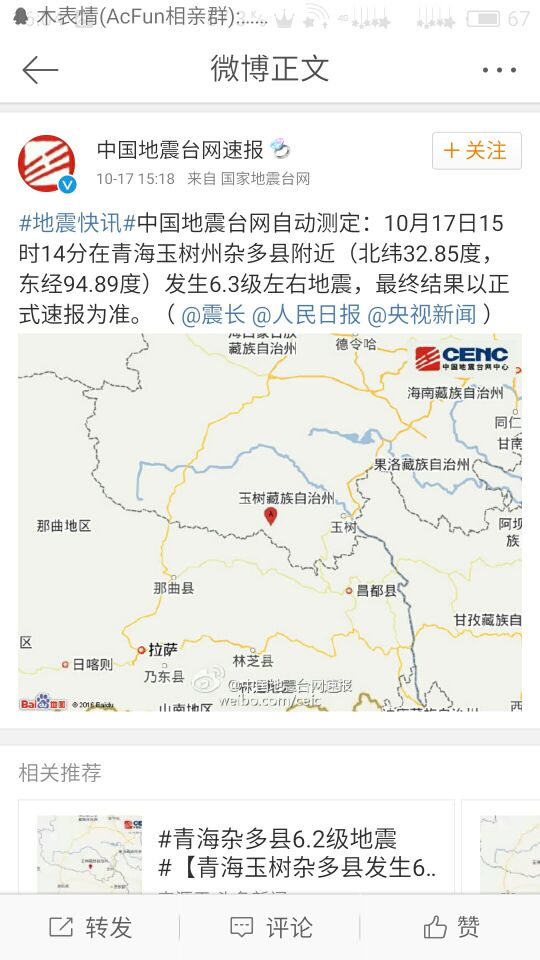 木表情(AcFun相亲群):......
4G
67
微博正文
中国地震台网速报
+ 关注
10-17 15:18 来自 国家地震台网
#地震快讯#中国地震台网自动测定：10月17日15
时14分在青海玉树州杂多县附近（北纬32.85度，
东经94.89度）发生6.3级左右地震，最终结果以正
式速报为准。（ @震长 @人民日报 @央视新闻 ）
藏族自治州
德令哈
CENC
中国地震台网中心
海南藏族自治州
同仁
甘南
果洛藏族自治州
玉树藏族自治州
A
那曲地区
玉树
阿坝
族
那曲县
昌都县
甘孜藏族自
区
拉萨
日喀则
林芝县
乃东县
@中国地震台网速报
weibo.com/ceic
山南地区
西
Bai地图
© 2016 Baidu
相关推荐
CENC
#青海杂多县6.2级地震
#【青海玉树杂多县发生6..
转发
评论
赞